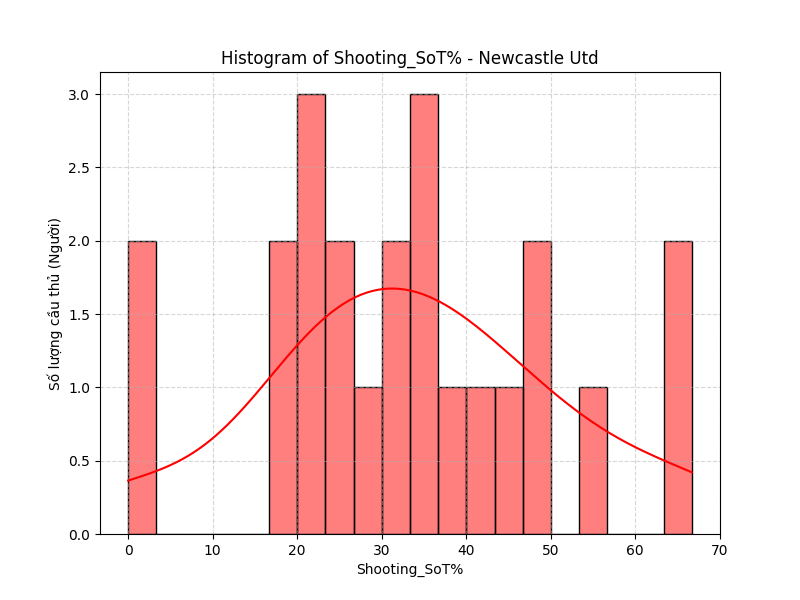 Histogram of Shooting_SoT% - Newcastle Utd
Số lượng cầu thủ (Người)
3.0
2.5
2.0
1.5
1.0
0.5
0.0
0 10 20 30 40 50 60 70
Shooting_SoT%